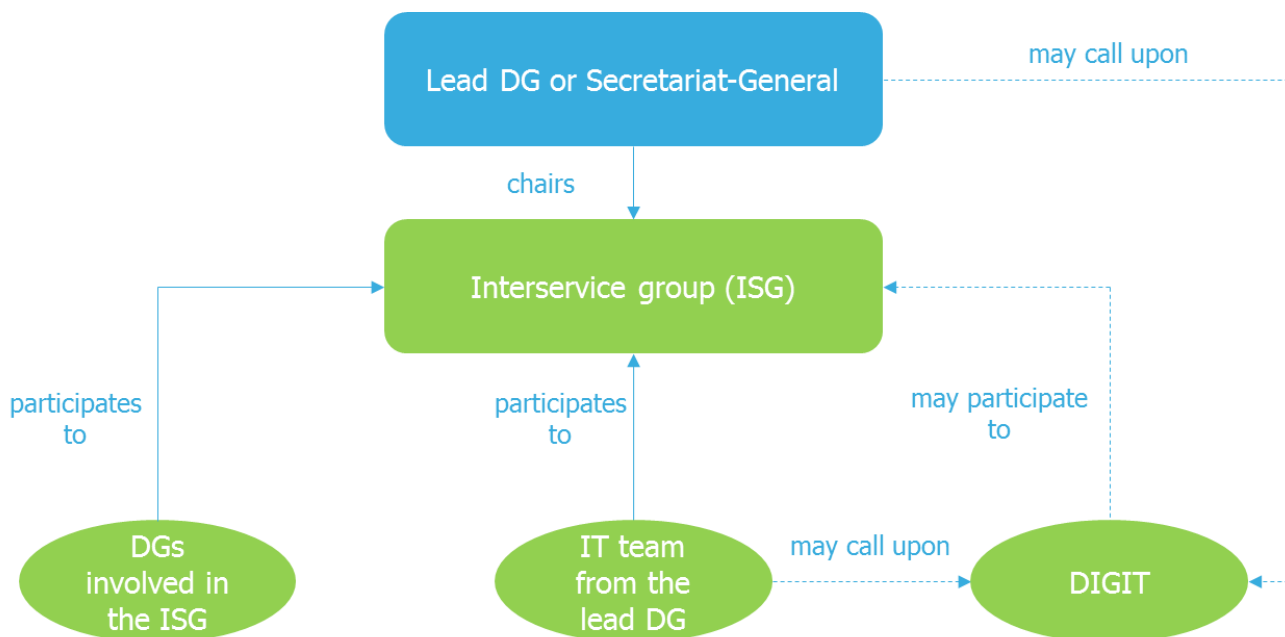 Lead DG or Secretariat-General
may call upon
chairs
Interservice group (ISG)
participates
to
participates
to
may participate
to
DGs
involved in
the ISG
IT team
from the
lead DG
may call upon
DIGIT